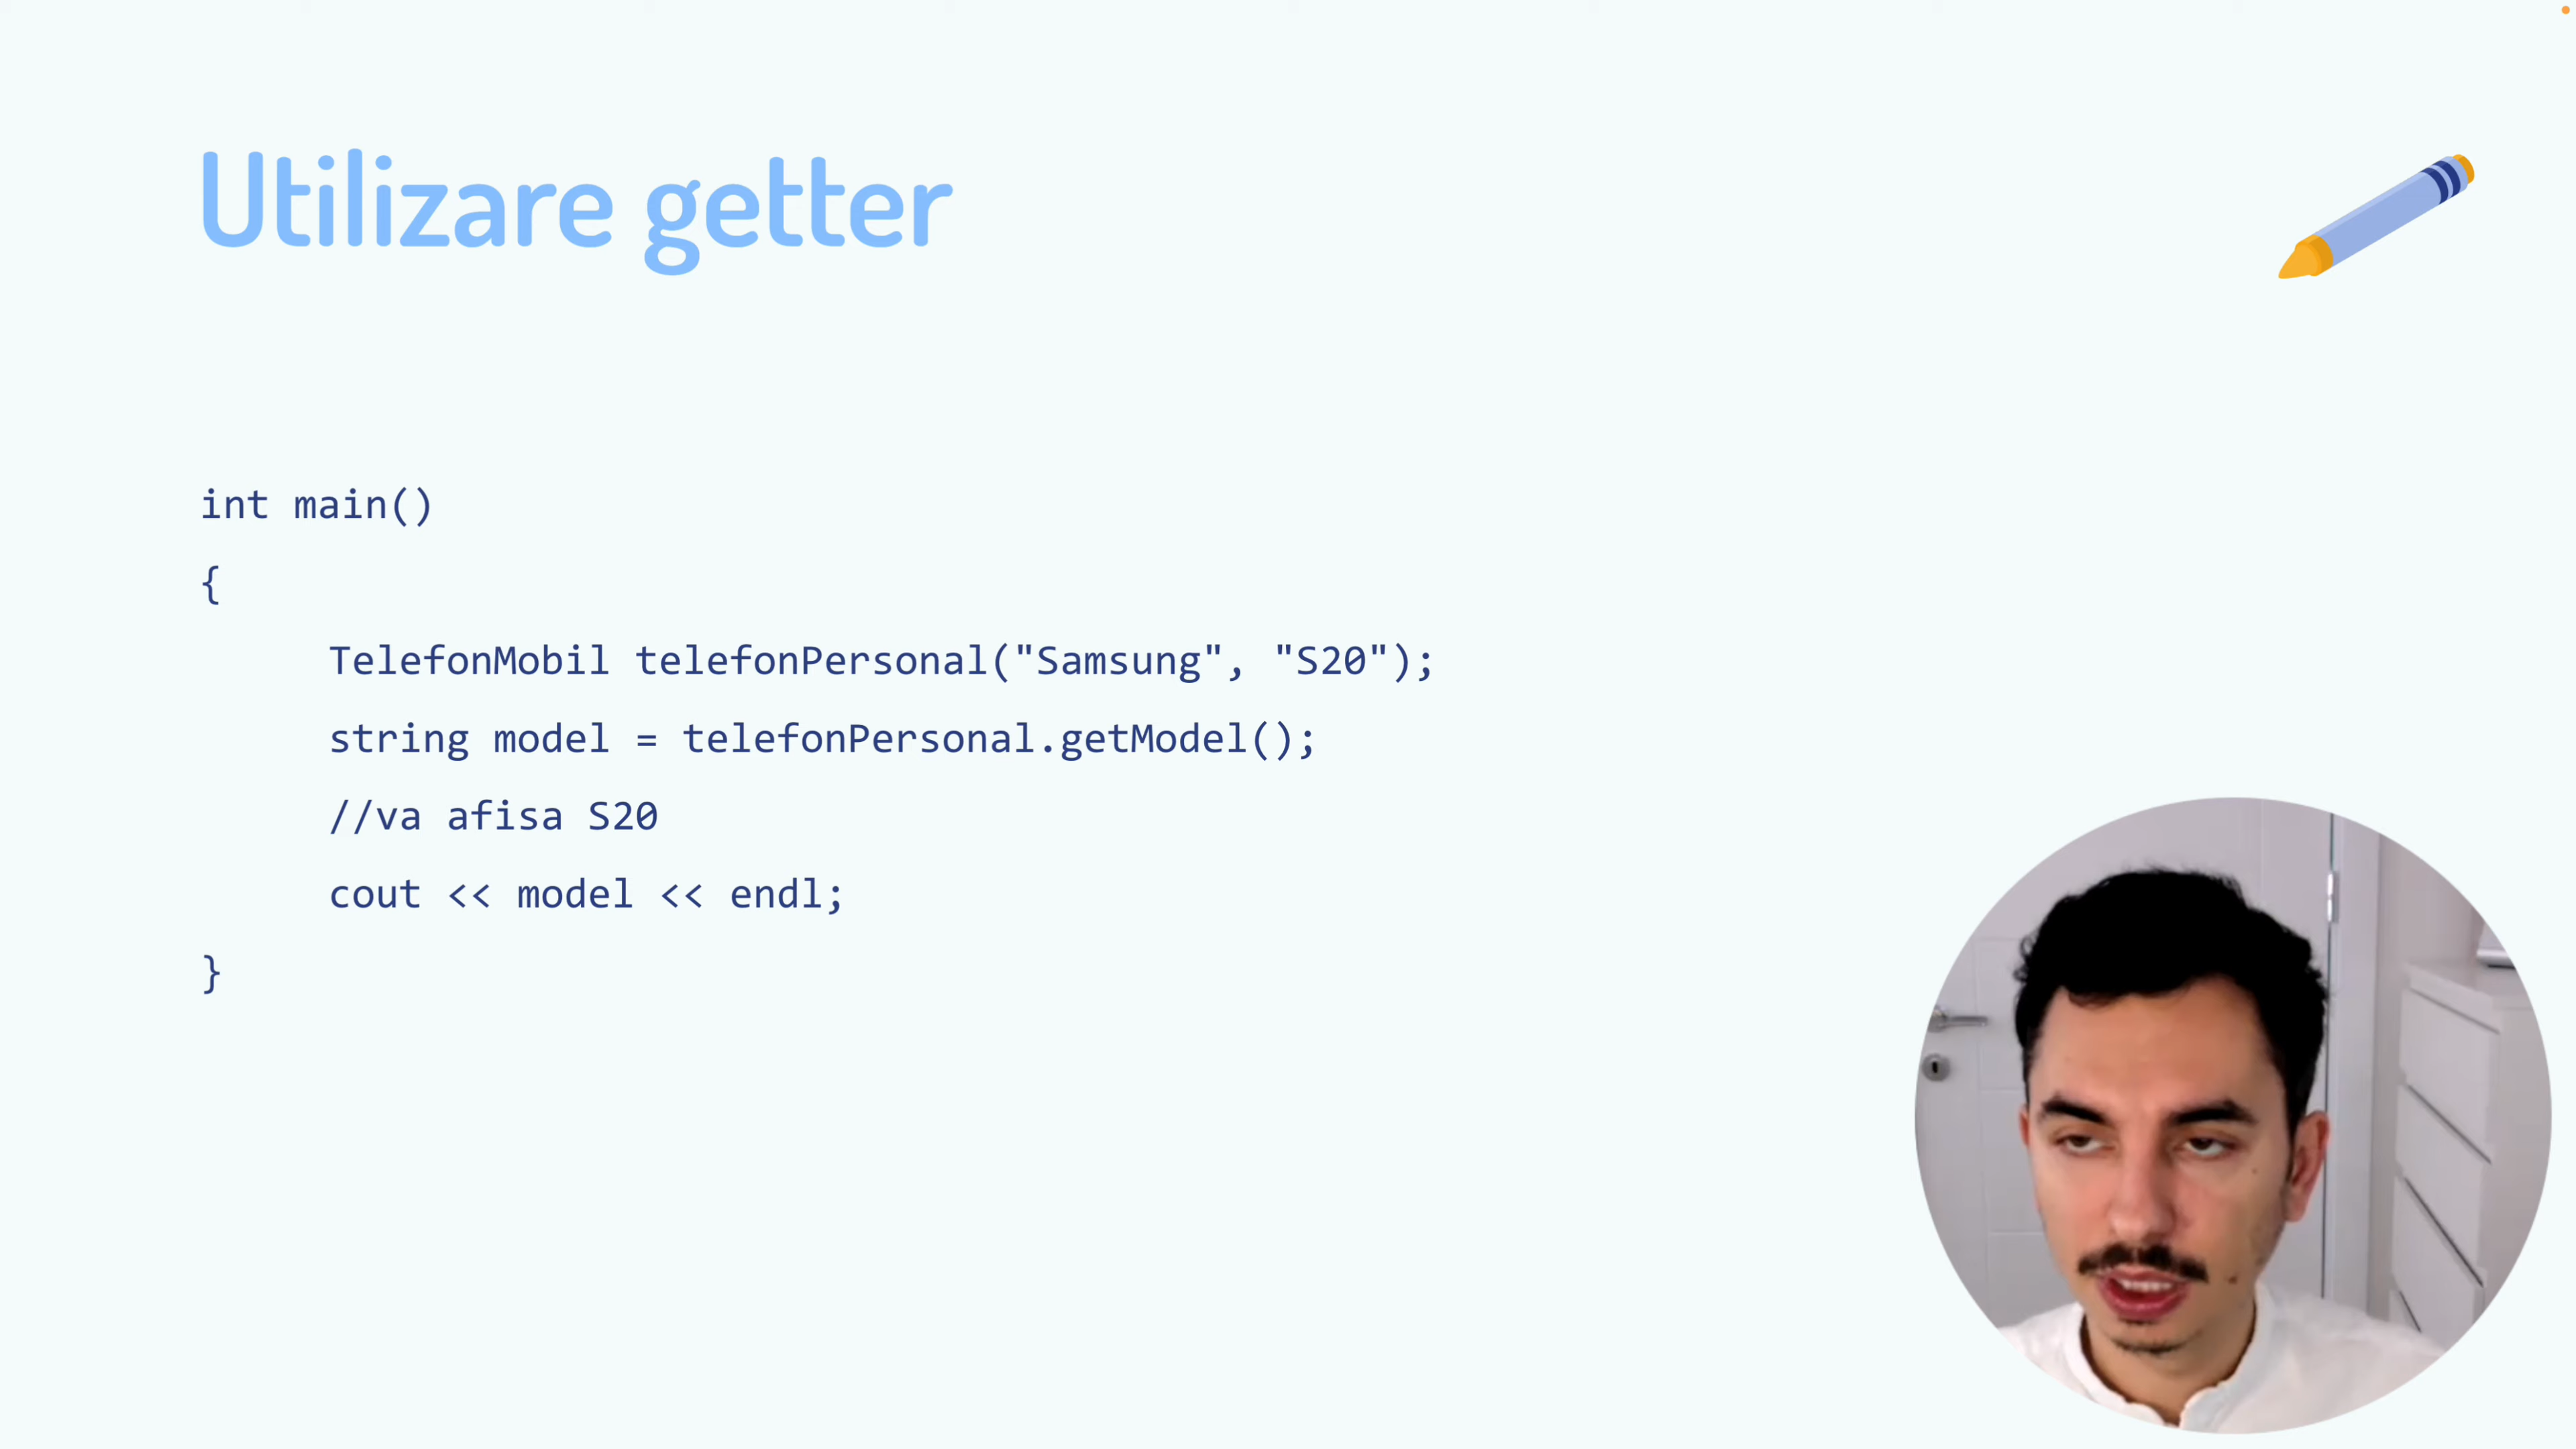 Utilizare getter
int main()
{
TelefonMobil telefonPersonal("Samsung", "S20");
string model = telefonPersonal.getModel();
//va afisa S20
cout << model << endl;
}